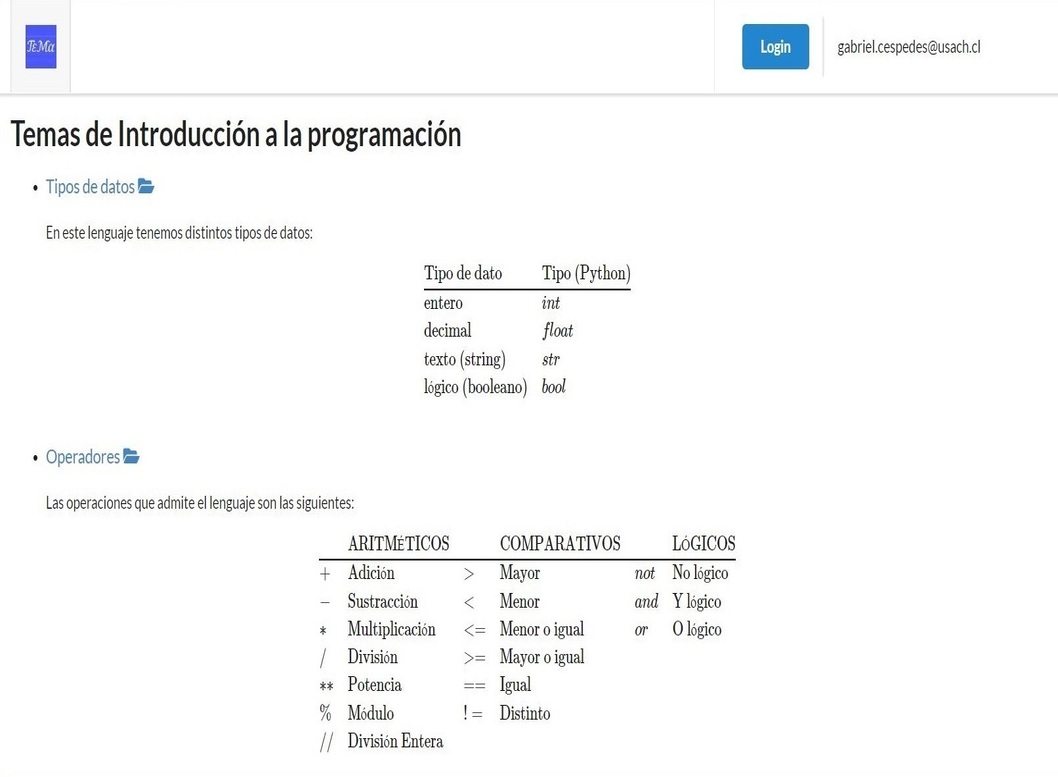 TEMα
Login
gabriel.cespedes@usach.cl
Temas de Introducción a la programación
• Tipos de datos
En este lenguaje tenemos distintos tipos de datos:
Tipo de dato Tipo (Python)
entero int
decimal float
texto (string) str
lógico (booleano) bool
• Operadores
Las operaciones que admite el lenguaje son las siguientes:
ARITMÉTICOS COMPARATIVOS LÓGICOS
+ Adición > Mayor not No lógico
− Sustracción < Menor and Y lógico
* Multiplicación <= Menor o igual or O lógico
/ División >= Mayor o igual
** Potencia == Igual
% Módulo ! = Distinto
// División Entera